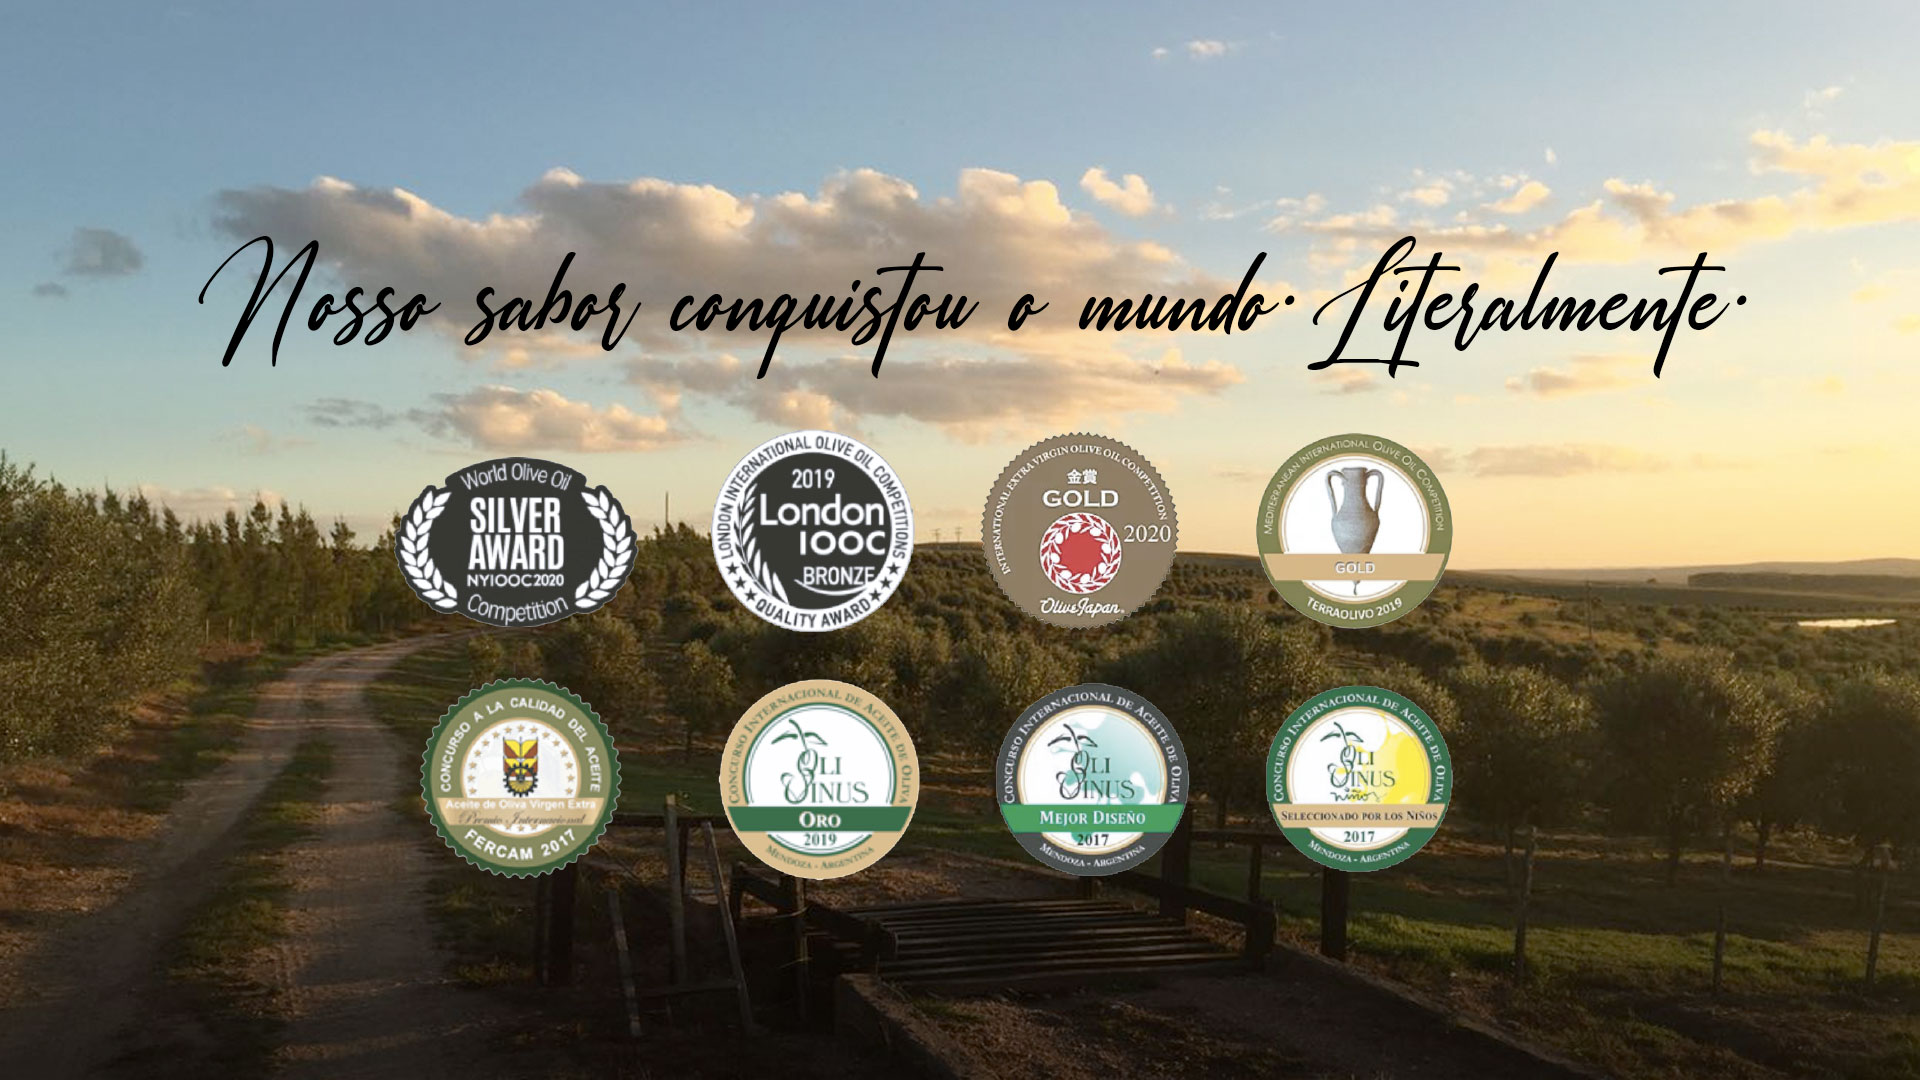 Nosso sabor conquistou o mundo. Literalmente.
World Olive Oil
SILVER
AWARD
NYIOOC2020
Competition
LONDON INTERNATIONAL OLIVE OIL COMPETITIONS
2019
London
IOOC
BRONZE
QUALITY AWARD
INTERNATIONAL EXTRA VIRGIN OLIVE OIL COMPETITION
金賞
GOLD
2020
OliveJapan
MEDITERRANEAN INTERNATIONAL OLIVE OIL COMPETITION
GOLD
TERRAOLIVO 2019
CONCURSO A LA CALIDAD DEL ACEITE
Aceite de Oliva Virgen Extra
Premio Internacional
FERCAM 2017
CONCURSO INTERNACIONAL DE ACEITE DE OLIVA
OLI
VINUS
ORO
2019
MENDOZA - ARGENTINA
CONCURSO INTERNACIONAL DE ACEITE DE OLIVA
OLI
VINUS
MEJOR DISEÑO
2017
MENDOZA - ARGENTINA
CONCURSO INTERNACIONAL DE ACEITE DE OLIVA
OLI
VINUS
niños
SELECCIONADO POR LOS NIÑOS
2017
MENDOZA - ARGENTINA